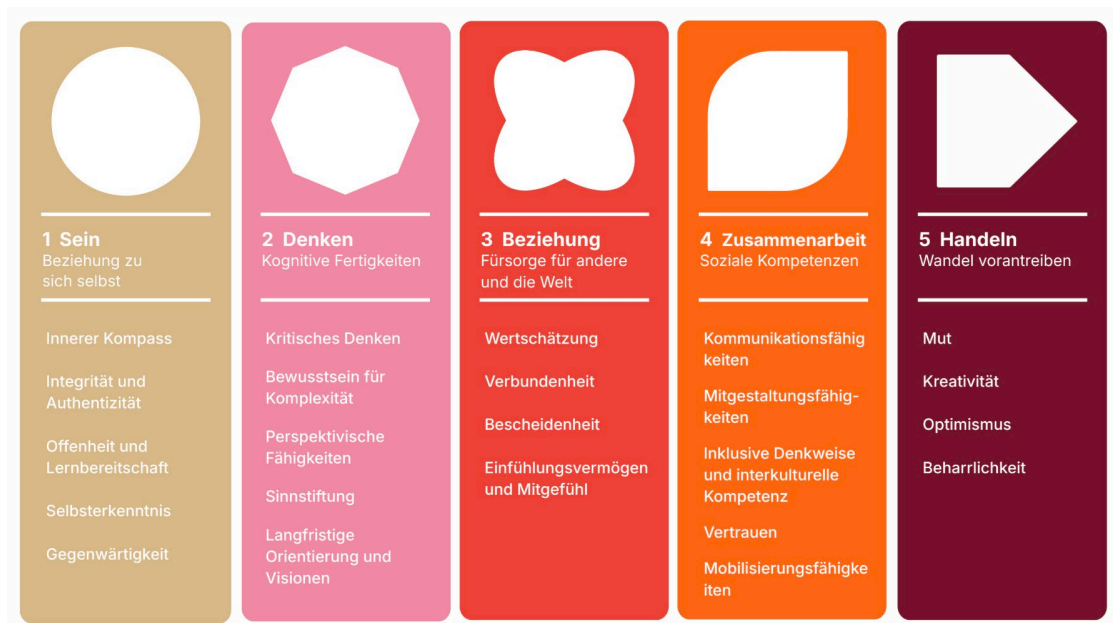 1 Sein
Beziehung zu
sich selbst
Innerer Kompass
Integrität und
Authentizität
Offenheit und
Lernbereitschaft
Selbsterkenntnis
Gegenwärtigkeit
2 Denken
Kognitive Fertigkeiten
Kritisches Denken
Bewusstsein für
Komplexität
Perspektivische
Fähigkeiten
Sinnstiftung
Langfristige
Orientierung und
Visionen
3 Beziehung
Fürsorge für andere
und die Welt
Wertschätzung
Verbundenheit
Bescheidenheit
Einfühlungsvermögen
und Mitgefühl
4 Zusammenarbeit
Soziale Kompetenzen
Kommunikationsfähig
keiten
Mitgestaltungsfähig-
keiten
Inklusive Denkweise
und interkulturelle
Kompetenz
Vertrauen
Mobilisierungsfähigke
iten
5 Handeln
Wandel vorantreiben
Mut
Kreativität
Optimismus
Beharrlichkeit